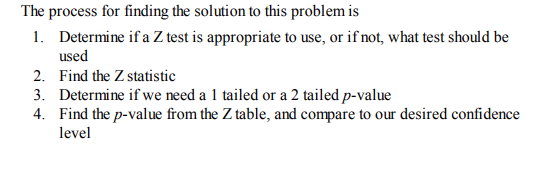 The process for finding the solution to this problem is
1. Determine if a Z test is appropriate to use, or if not, what test should be
used
2. Find the Z statistic
3. Determine if we need a 1 tailed or a 2 tailed p-value
4. Find the p-value from the Z table, and compare to our desired confidence
level